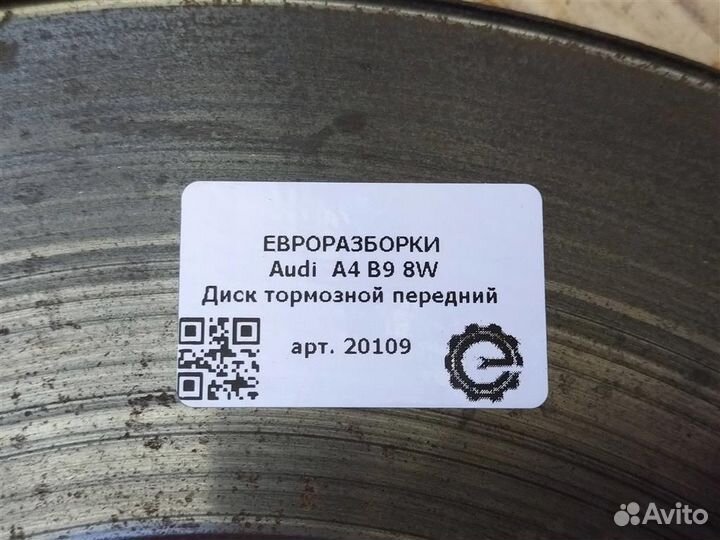 ЕВРОРАЗБОРКИ
Audi A4 B9 8W
Диск тормозной передний
арт. 20109
Avito